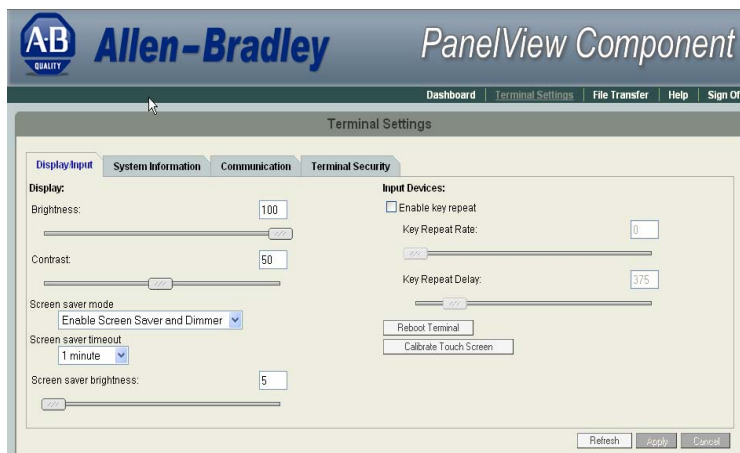 A·B
QUALITY
Allen-Bradley
PanelView Component
Dashboard | Terminal Settings | File Transfer | Help | Sign Of
Terminal Settings
Display/Input
System Information
Communication
Terminal Security
Display:
Brightness:
100
Contrast:
50
Screen saver mode
Enable Screen Saver and Dimmer
Screen saver timeout
1 minute
Screen saver brightness:
5
Input Devices:
Enable key repeat
Key Repeat Rate:
0
Key Repeat Delay:
375
Reboot Terminal
Calibrate Touch Screen
Refresh
Apply
Cancel